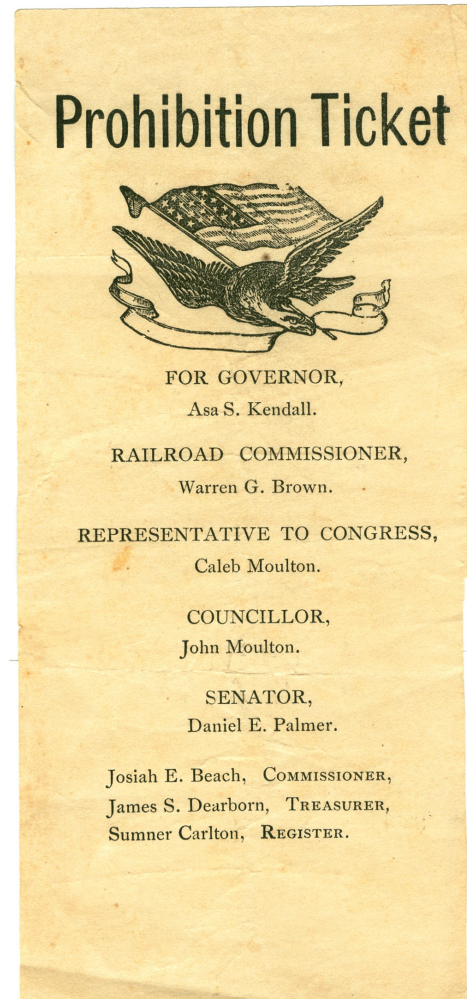 Prohibition Ticket
FOR GOVERNOR,
Asa S. Kendall.
RAILROAD COMMISSIONER,
Warren G. Brown.
REPRESENTATIVE TO CONGRESS,
Caleb Moulton.
COUNCILLOR,
John Moulton.
SENATOR,
Daniel E. Palmer.
Josiah E. Beach, COMMISSIONER,
James S. Dearborn, TREASURER,
Sumner Carlton, REGISTER.